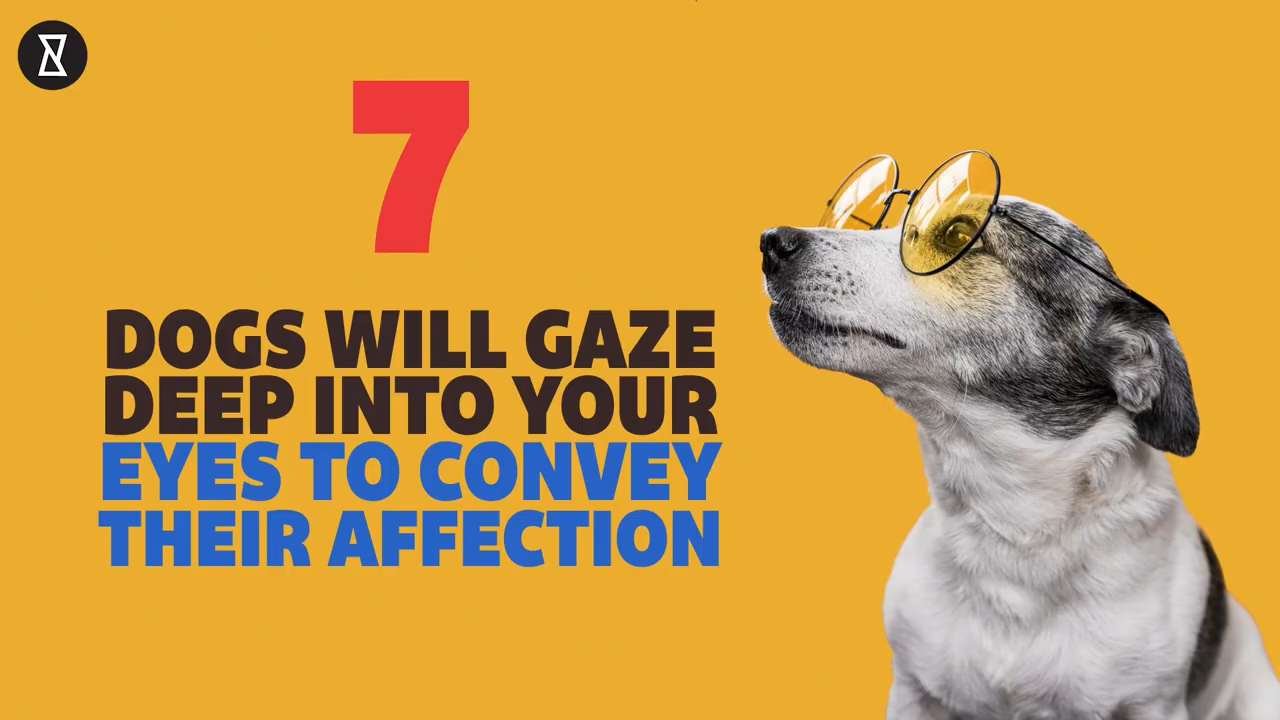 7
DOGS WILL GAZE
DEEP INTO YOUR
EYES TO CONVEY
THEIR AFFECTION